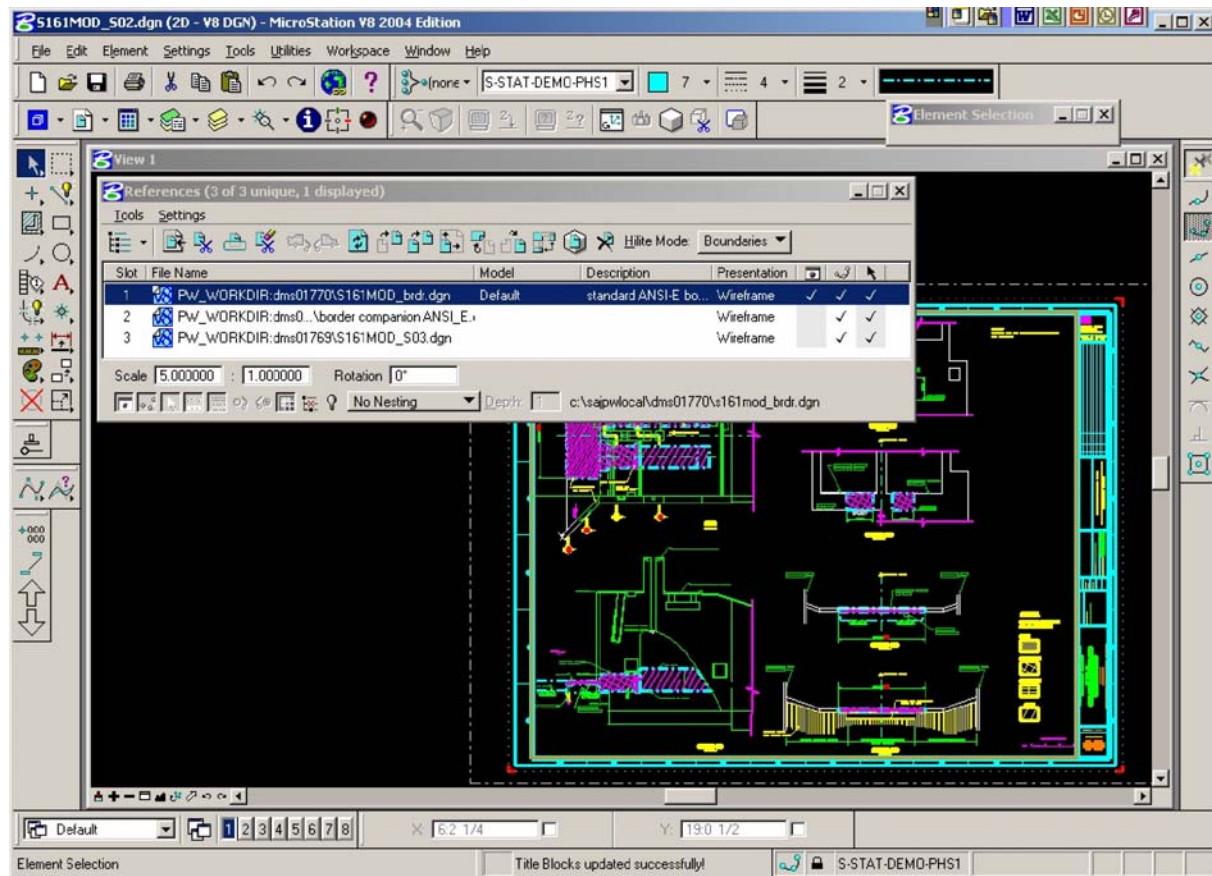 S161MOD_S02.dgn (2D - V8 DGN) - MicroStation V8 2004 Edition
File Edit Element Settings Tools Utilities Workspace Window Help
(none S-STAT-DEMO-PHS1 7 4 2
Element Selection
View 1
References (3 of 3 unique, 1 displayed)
Tools Settings
Hilite Mode: Boundaries
Slot File Name Model Description Presentation
1 PW_WORKDIR:dms01770\S161MOD_brdr.dgn Default standard ANSI-E bo... Wireframe
2 PW_WORKDIR:dms0...\border companion ANSI_E. Wireframe
3 PW_WORKDIR:dms01769\S161MOD_S03.dgn Wireframe
Scale 5.000000 : 1.000000 Rotation 0°
No Nesting Depth: 1 c:\sajpwlocal\dms01770\s161mod_brdr.dgn
Default 1 2 3 4 5 6 7 8 X: 6:2 1/4 Y: 19:0 1/2
Element Selection Title Blocks updated successfully! S-STAT-DEMO-PHS1